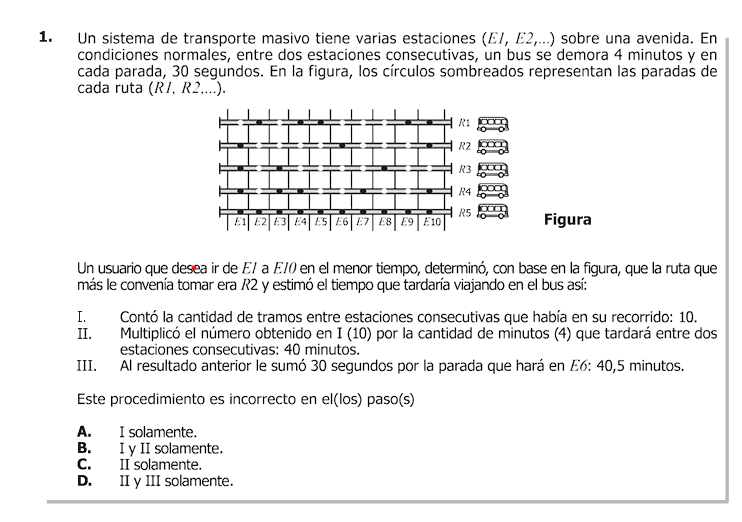 1. Un sistema de transporte masivo tiene varias estaciones (E1, E2,...) sobre una avenida. En
condiciones normales, entre dos estaciones consecutivas, un bus se demora 4 minutos y en
cada parada, 30 segundos. En la figura, los círculos sombreados representan las paradas de
cada ruta (R1, R2,...).
R1
R2
R3
R4
R5
E1 E2 E3 E4 E5 E6 E7 E8 E9 E10
Figura
Un usuario que desea ir de E1 a E10 en el menor tiempo, determinó, con base en la figura, que la ruta que
más le convenía tomar era R2 y estimó el tiempo que tardaría viajando en el bus así:
I. Contó la cantidad de tramos entre estaciones consecutivas que había en su recorrido: 10.
II. Multiplicó el número obtenido en I (10) por la cantidad de minutos (4) que tardará entre dos
estaciones consecutivas: 40 minutos.
III. Al resultado anterior le sumó 30 segundos por la parada que hará en E6: 40,5 minutos.
Este procedimiento es incorrecto en el(los) paso(s)
A. I solamente.
B. I y II solamente.
C. II solamente.
D. II y III solamente.